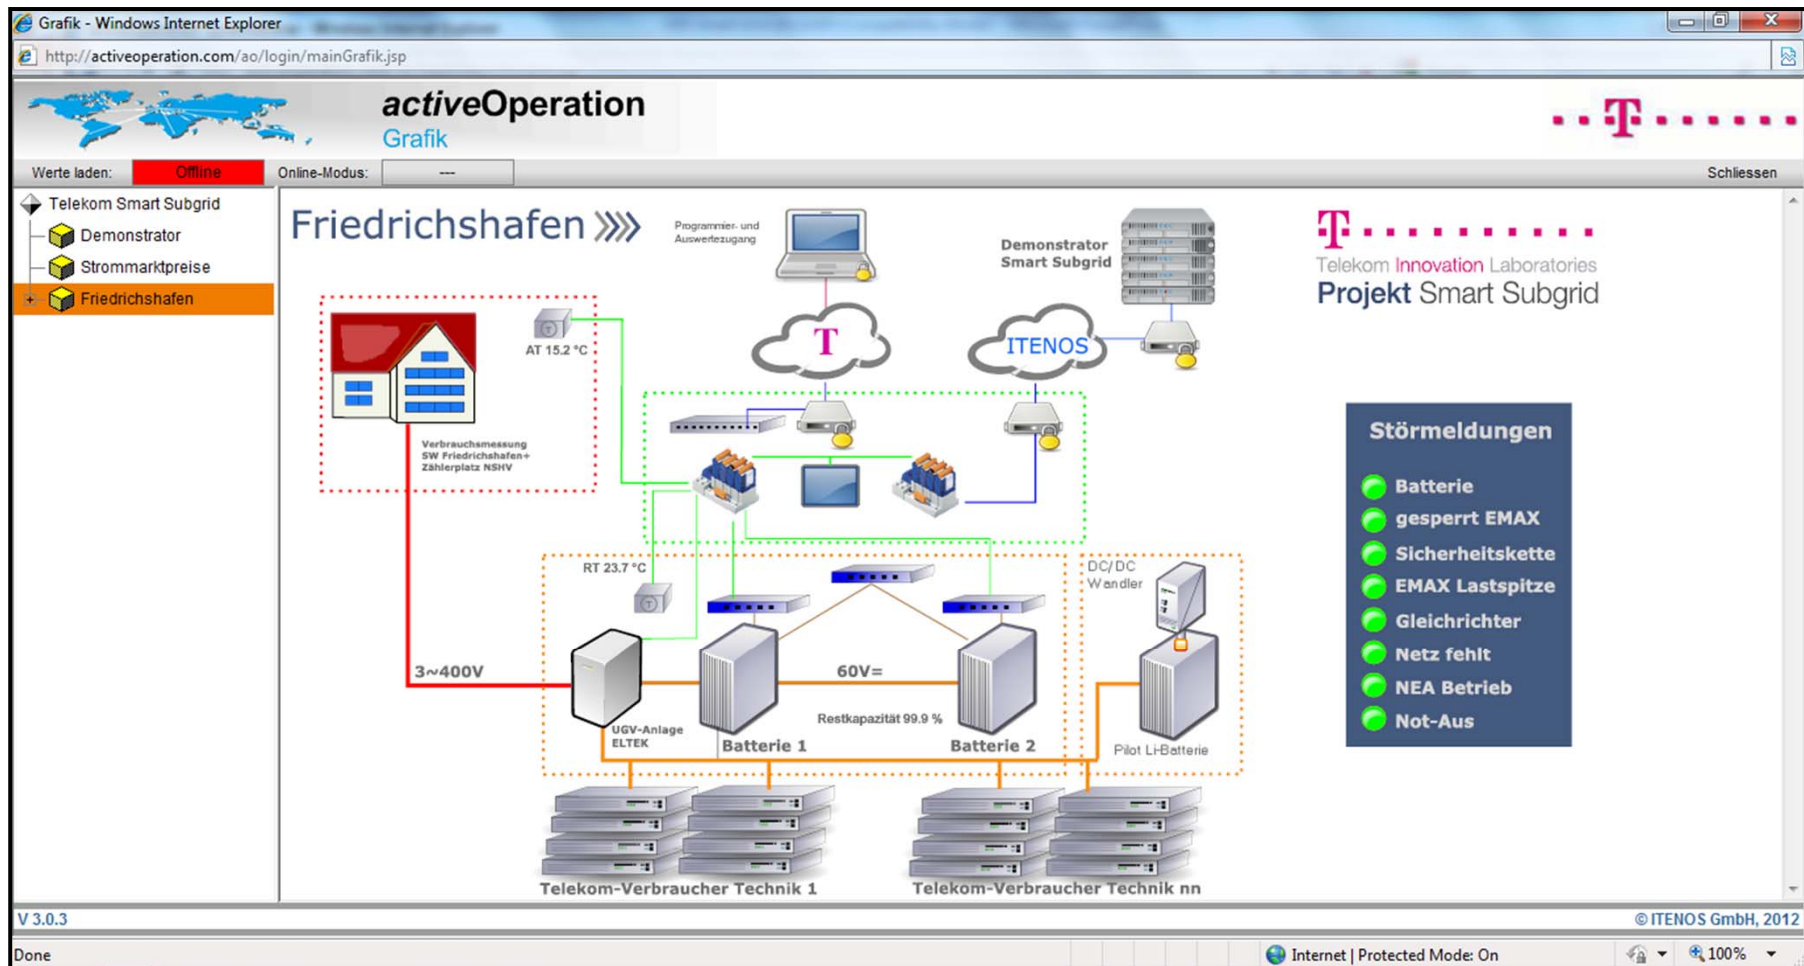 Grafik - Windows Internet Explorer
http://activeoperation.com/ao/login/mainGrafik.jsp
activeOperation
Grafik
T
Werte laden:
Offline
Online-Modus:
---
Schliessen
Telekom Smart Subgrid
Demonstrator
Strommarktpreise
Friedrichshafen
Friedrichshafen
Programmier- und
Auswertezugang
Demonstrator
Smart Subgrid
T
Telekom Innovation Laboratories
Projekt Smart Subgrid
T
AT 15.2 °C
T
ITENOS
Verbrauchsmessung
SW Friedrichshafen+
Zählerplatz NSHV
Störmeldungen
Batterie
gesperrt EMAX
Sicherheitskette
EMAX Lastspitze
Gleichrichter
Netz fehlt
NEA Betrieb
Not-Aus
RT 23.7 °C
T
DC/DC
Wandler
3~400V
60V=
Restkapazität 99.9 %
UGV-Anlage
ELTEK
Batterie 1
Batterie 2
Pilot Li-Batterie
Telekom-Verbraucher Technik 1
Telekom-Verbraucher Technik nn
V 3.0.3
© ITENOS GmbH, 2012
Done
Internet | Protected Mode: On
100%